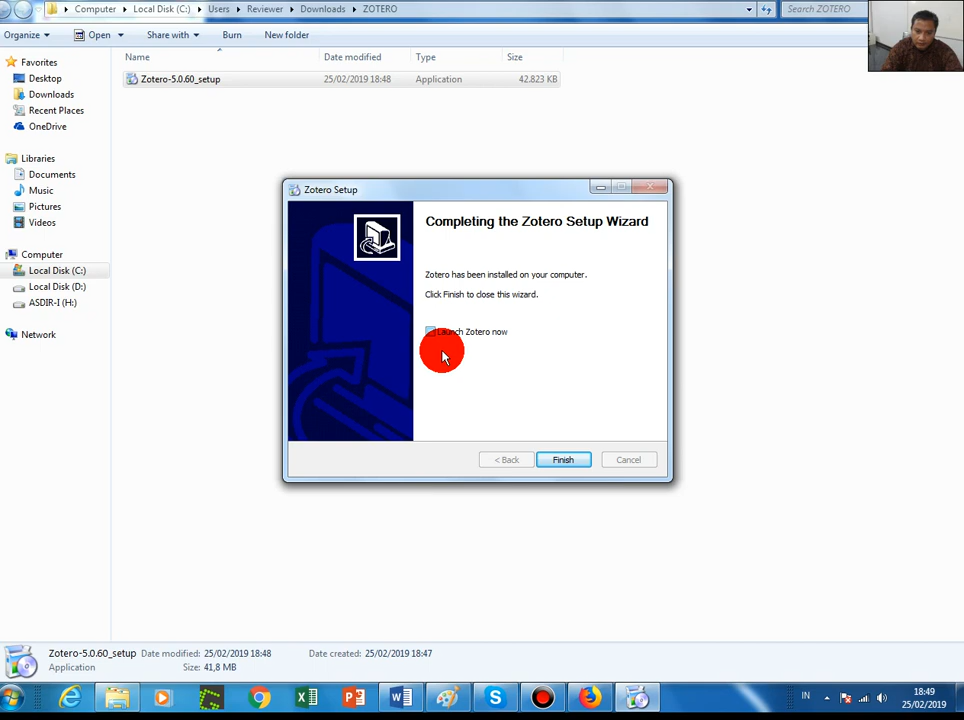 Computer Local Disk (C:) Users Reviewer Downloads ZOTERO
Search ZOTERO
Organize Open Share with Burn New folder
Name Date modified Type Size
Zotero-5.0.60_setup 25/02/2019 18:48 Application 42.823 KB
Favorites
Desktop
Downloads
Recent Places
OneDrive
Libraries
Documents
Music
Pictures
Videos
Computer
Local Disk (C:)
Local Disk (D:)
ASDIR-I (H:)
Network
Zotero Setup
Completing the Zotero Setup Wizard
Zotero has been installed on your computer.
Click Finish to close this wizard.
Launch Zotero now
< Back Finish Cancel
Zotero-5.0.60_setup Date modified: 25/02/2019 18:48 Date created: 25/02/2019 18:47
Application Size: 41,8 MB
IN
18:49
25/02/2019